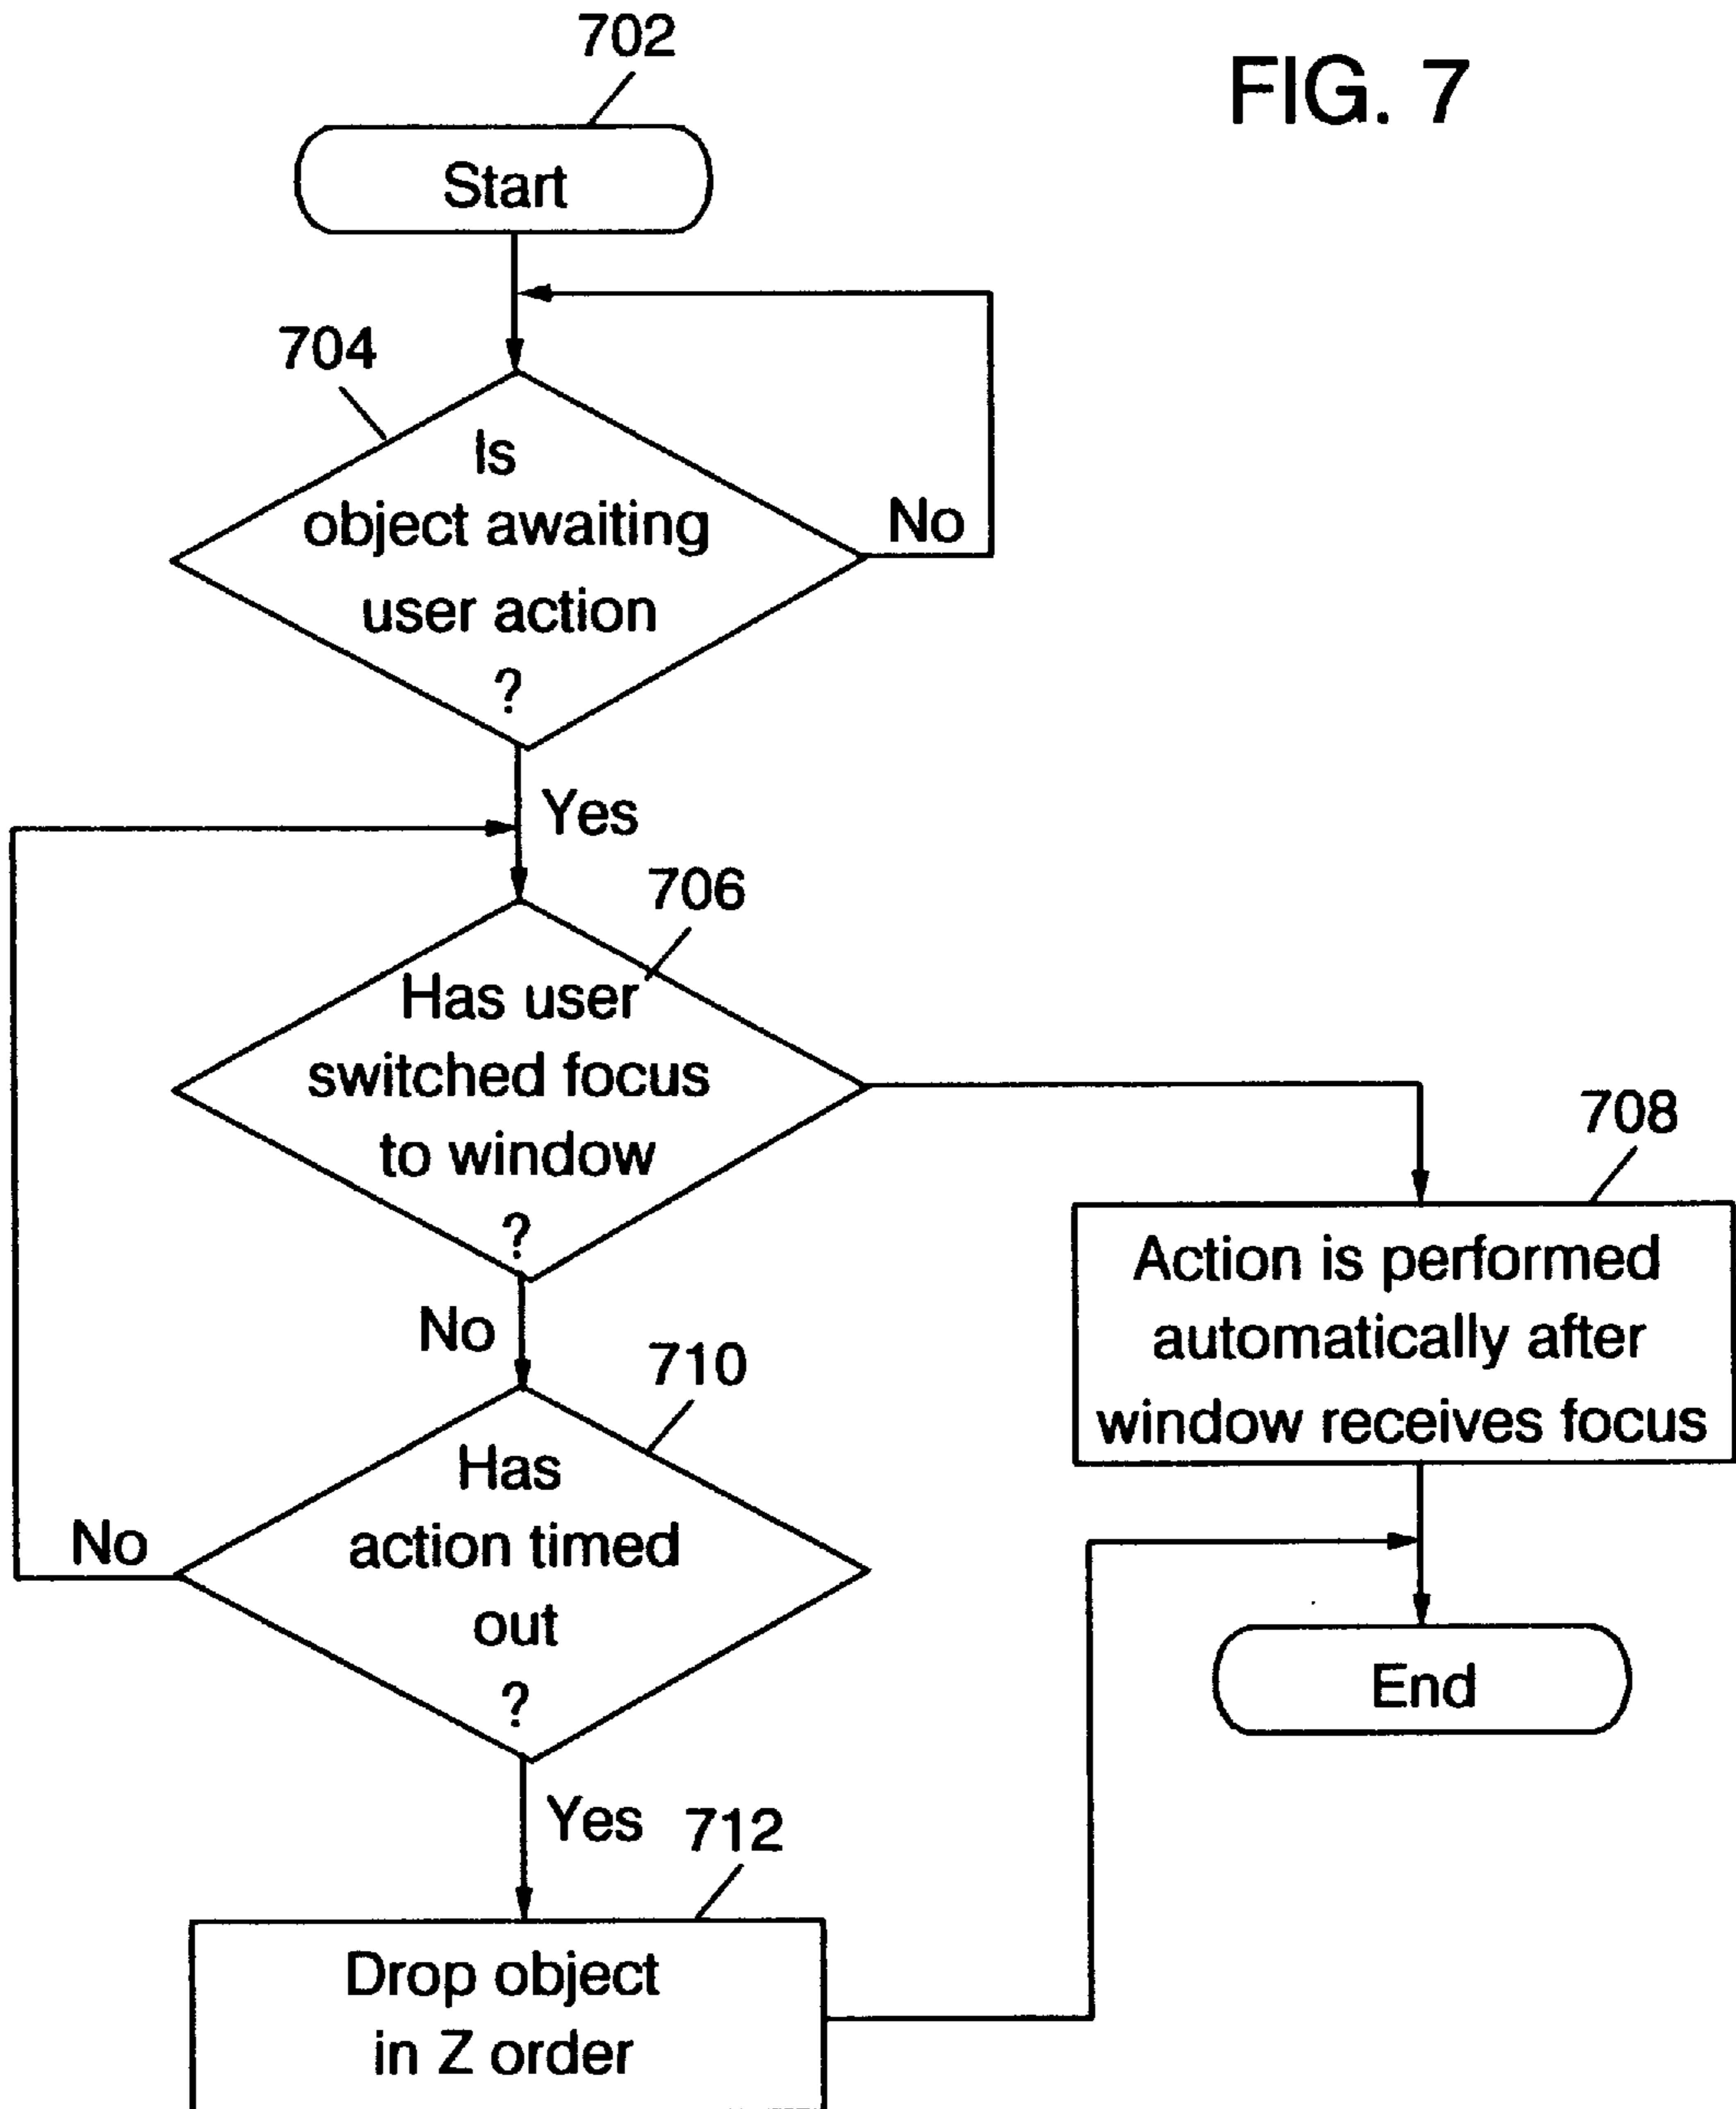 702
FIG. 7
Start
704
Is
object awaiting
user action
?
No
Yes
706
Has user
switched focus
to window
?
708
Action is performed
automatically after
window receives focus
No
710
Has
action timed
out
?
No
End
Yes
712
Drop object
in Z order